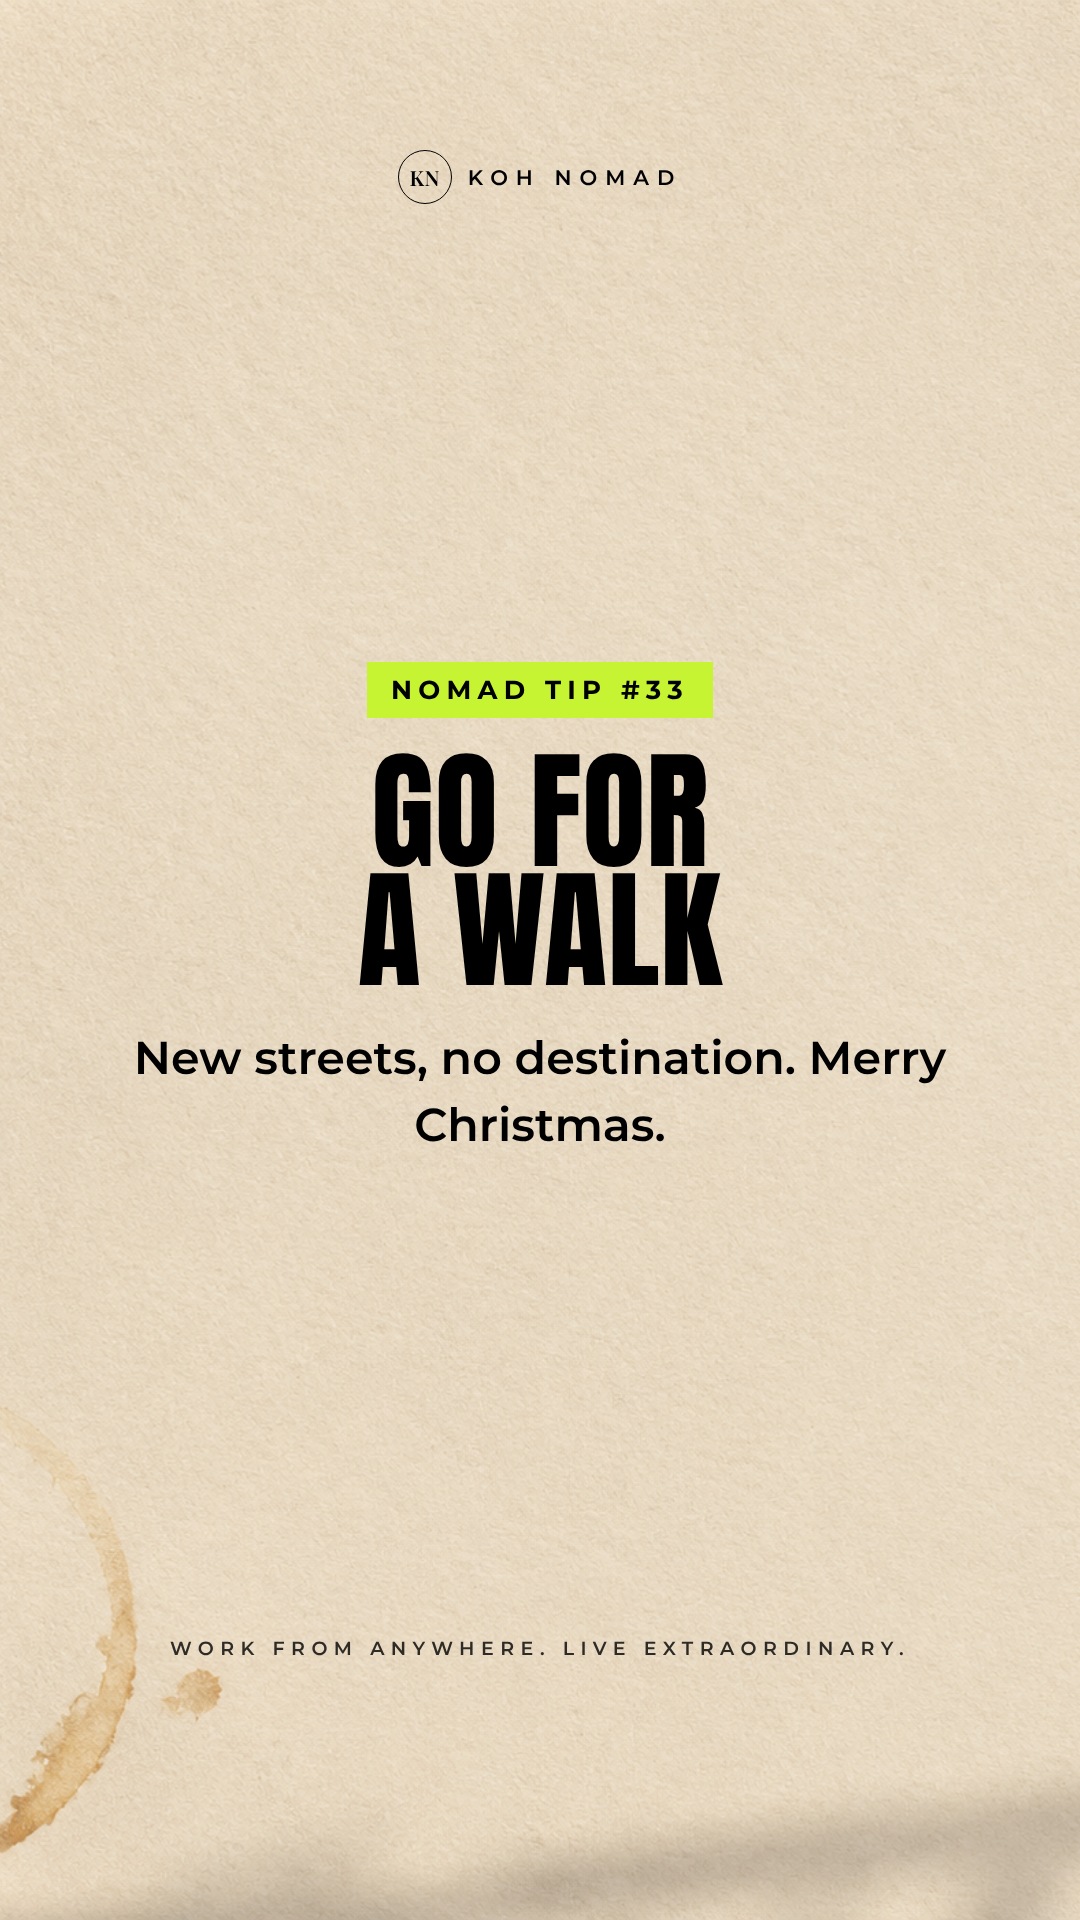 KN KOH NOMAD
NOMAD TIP #33
GO FOR
A WALK
New streets, no destination. Merry
Christmas.
WORK FROM ANYWHERE. LIVE EXTRAORDINARY.